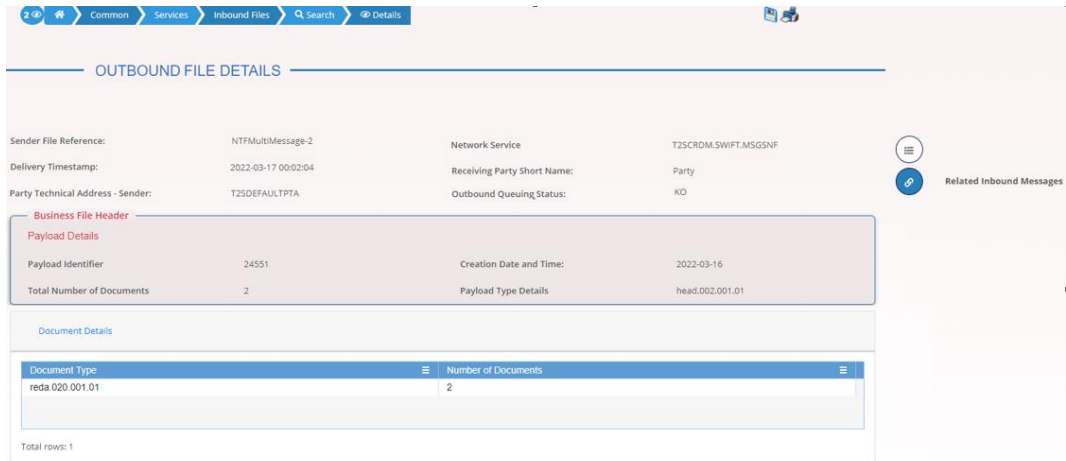 2 Common Services Inbound Files Search Details
OUTBOUND FILE DETAILS
Sender File Reference: NTFMultiMessage-2 Network Service T2SCRDM.SWIFT.MSGSNF
Delivery Timestamp: 2022-03-17 00:02:04 Receiving Party Short Name: Party
Party Technical Address - Sender: T2SDEFAULTPTA Outbound Queuing Status: KO
Related Inbound Messages
Business File Header
Payload Details
Payload Identifier 24551 Creation Date and Time: 2022-03-16
Total Number of Documents 2 Payload Type Details head.002.001.01
Document Details
Document Type Number of Documents
reda.020.001.01 2
Total rows: 1